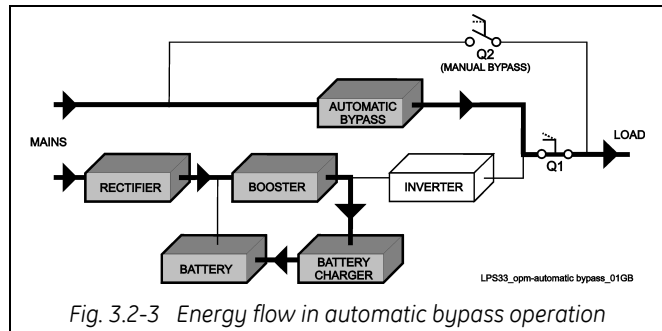 Q2
(MANUAL BYPASS)
AUTOMATIC
BYPASS
MAINS
LOAD
Q1
RECTIFIER
BOOSTER
INVERTER
BATTERY
BATTERY
CHARGER
LPS33_opm-automatic bypass_01GB
Fig. 3.2-3 Energy flow in automatic bypass operation